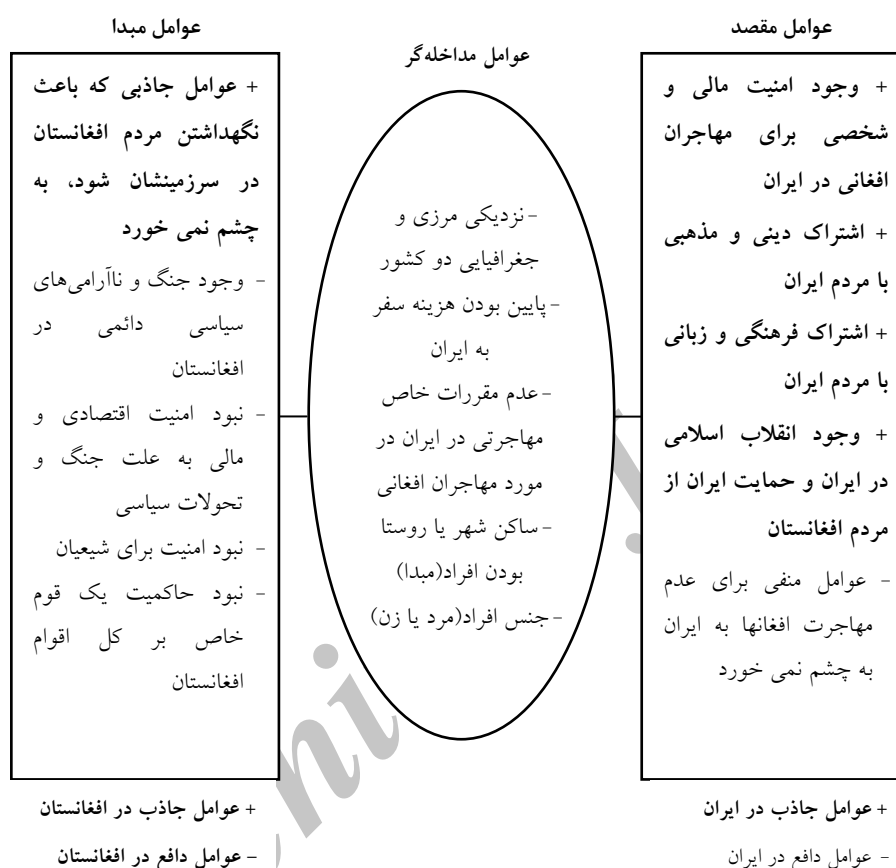 عوامل مقصد
+ وجود امنیت مالی و
شخصی برای مهاجران
افغانی در ایران
+ اشتراک دینی و مذهبی
با مردم ایران
+ اشتراک فرهنگی و زبانی
با مردم ایران
+ وجود انقلاب اسلامی
در ایران و حمایت ایران از
مردم افغانستان
- عوامل منفی برای عدم
مهاجرت افغانها به ایران
به چشم نمی خورد
+ عوامل جاذب در ایران
- عوامل دافع در ایران
عوامل مداخله‌گر
-نزدیکی مرزی و
جغرافیایی دو کشور
-پایین بودن هزینه سفر
به ایران
-عدم مقررات خاص
مهاجرتی در ایران در
مورد مهاجران افغانی
-ساکن شهر یا روستا
بودن افراد(مبدا)
-جنس افراد(مرد یا زن)
عوامل مبدا
+ عوامل جاذبی که باعث
نگهداشتن مردم افغانستان
در سرزمینشان شود، به
چشم نمی خورد
- وجود جنگ و ناآرامی‌های
سیاسی دائمی در
افغانستان
- نبود امنیت اقتصادی و
مالی به علت جنگ و
تحولات سیاسی
- نبود امنیت برای شیعیان
- نبود حاکمیت یک قوم
خاص بر کل اقوام
افغانستان
+ عوامل جاذب در افغانستان
- عوامل دافع در افغانستان